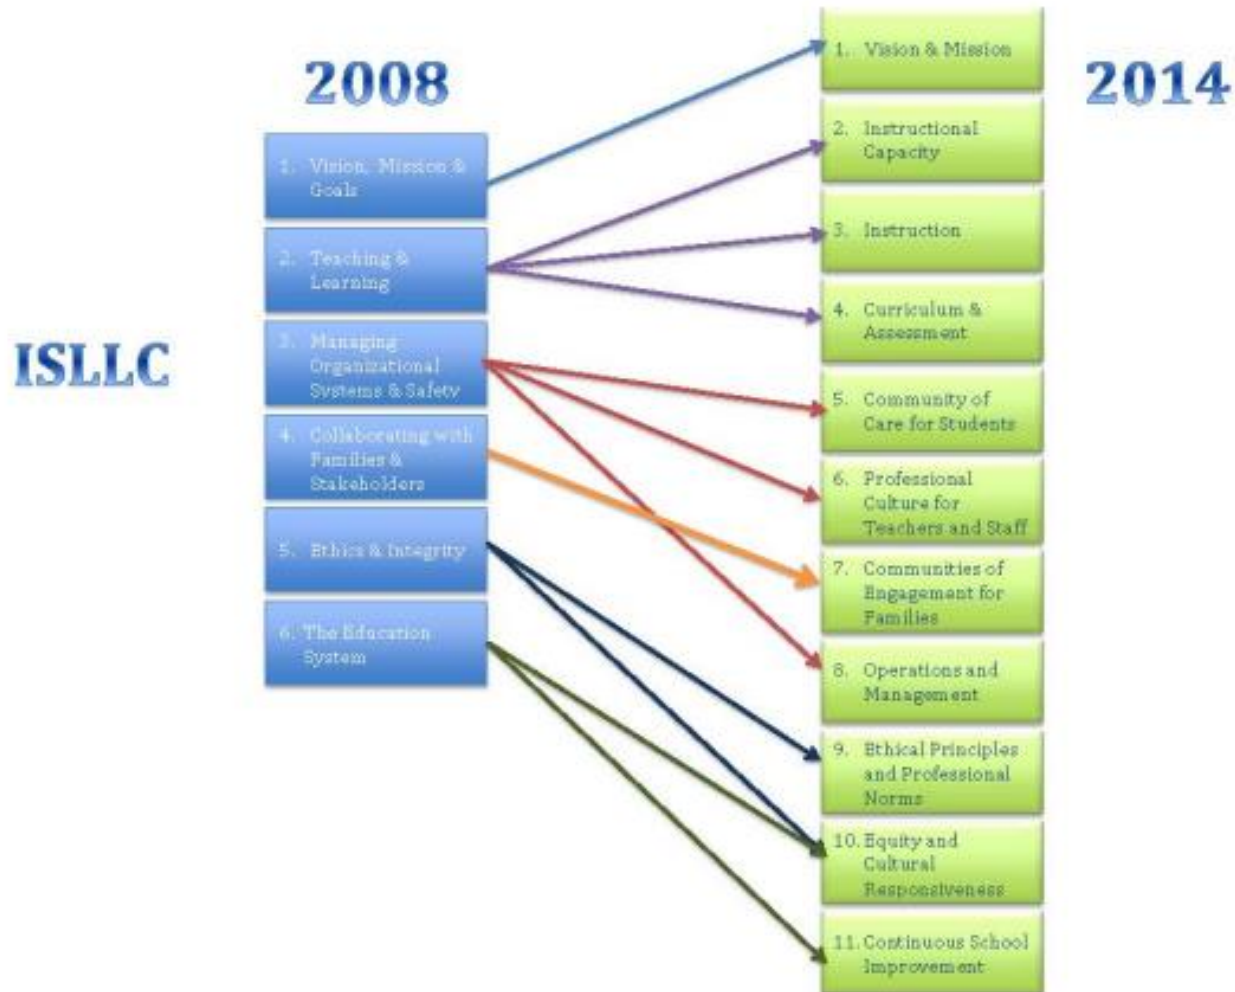 2008
2014
ISLLC
1. Vision, Mission &
Goals
2. Teaching &
Learning
3. Managing
Organizational
Systems & Safety
4. Collaborating with
Families &
Stakeholders
5. Ethics & Integrity
6. The Education
System
1. Vision & Mission
2. Instructional
Capacity
3. Instruction
4. Curriculum &
Assessment
5. Community of
Care for Students
6. Professional
Culture for
Teachers and Staff
7. Communities of
Engagement for
Families
8. Operations and
Management
9. Ethical Principles
and Professional
Norms
10. Equity and
Cultural
Responsiveness
11. Continuous School
Improvement